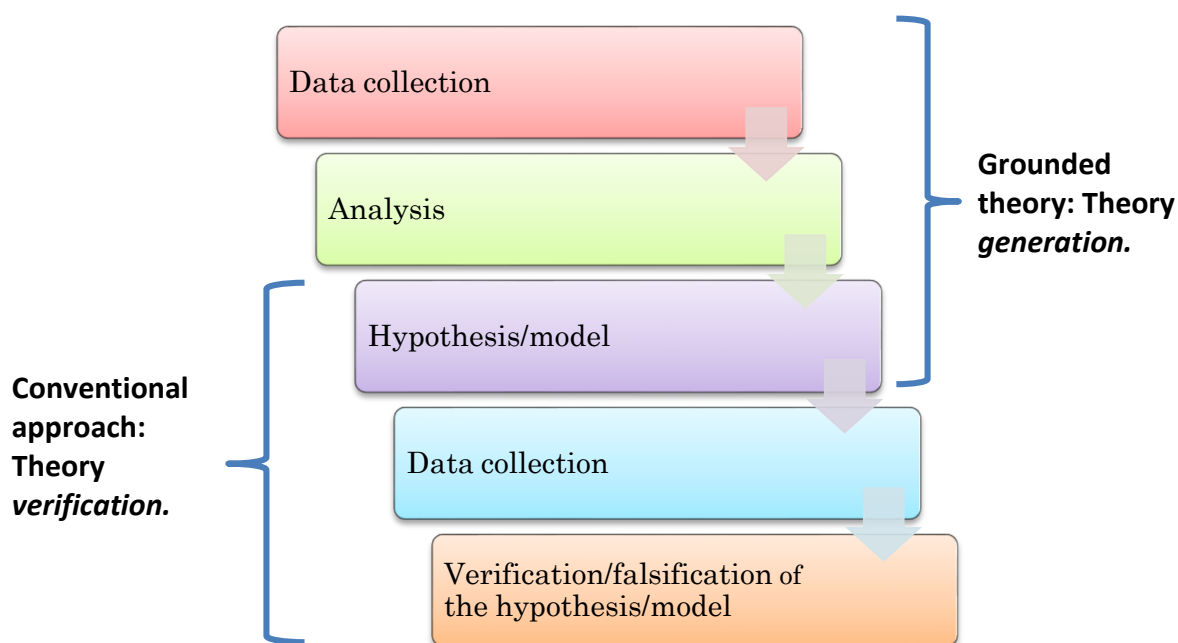 Data collection
Analysis
Grounded
theory: Theory
generation.
Hypothesis/model
Conventional
approach:
Theory
verification.
Data collection
Verification/falsification of
the hypothesis/model